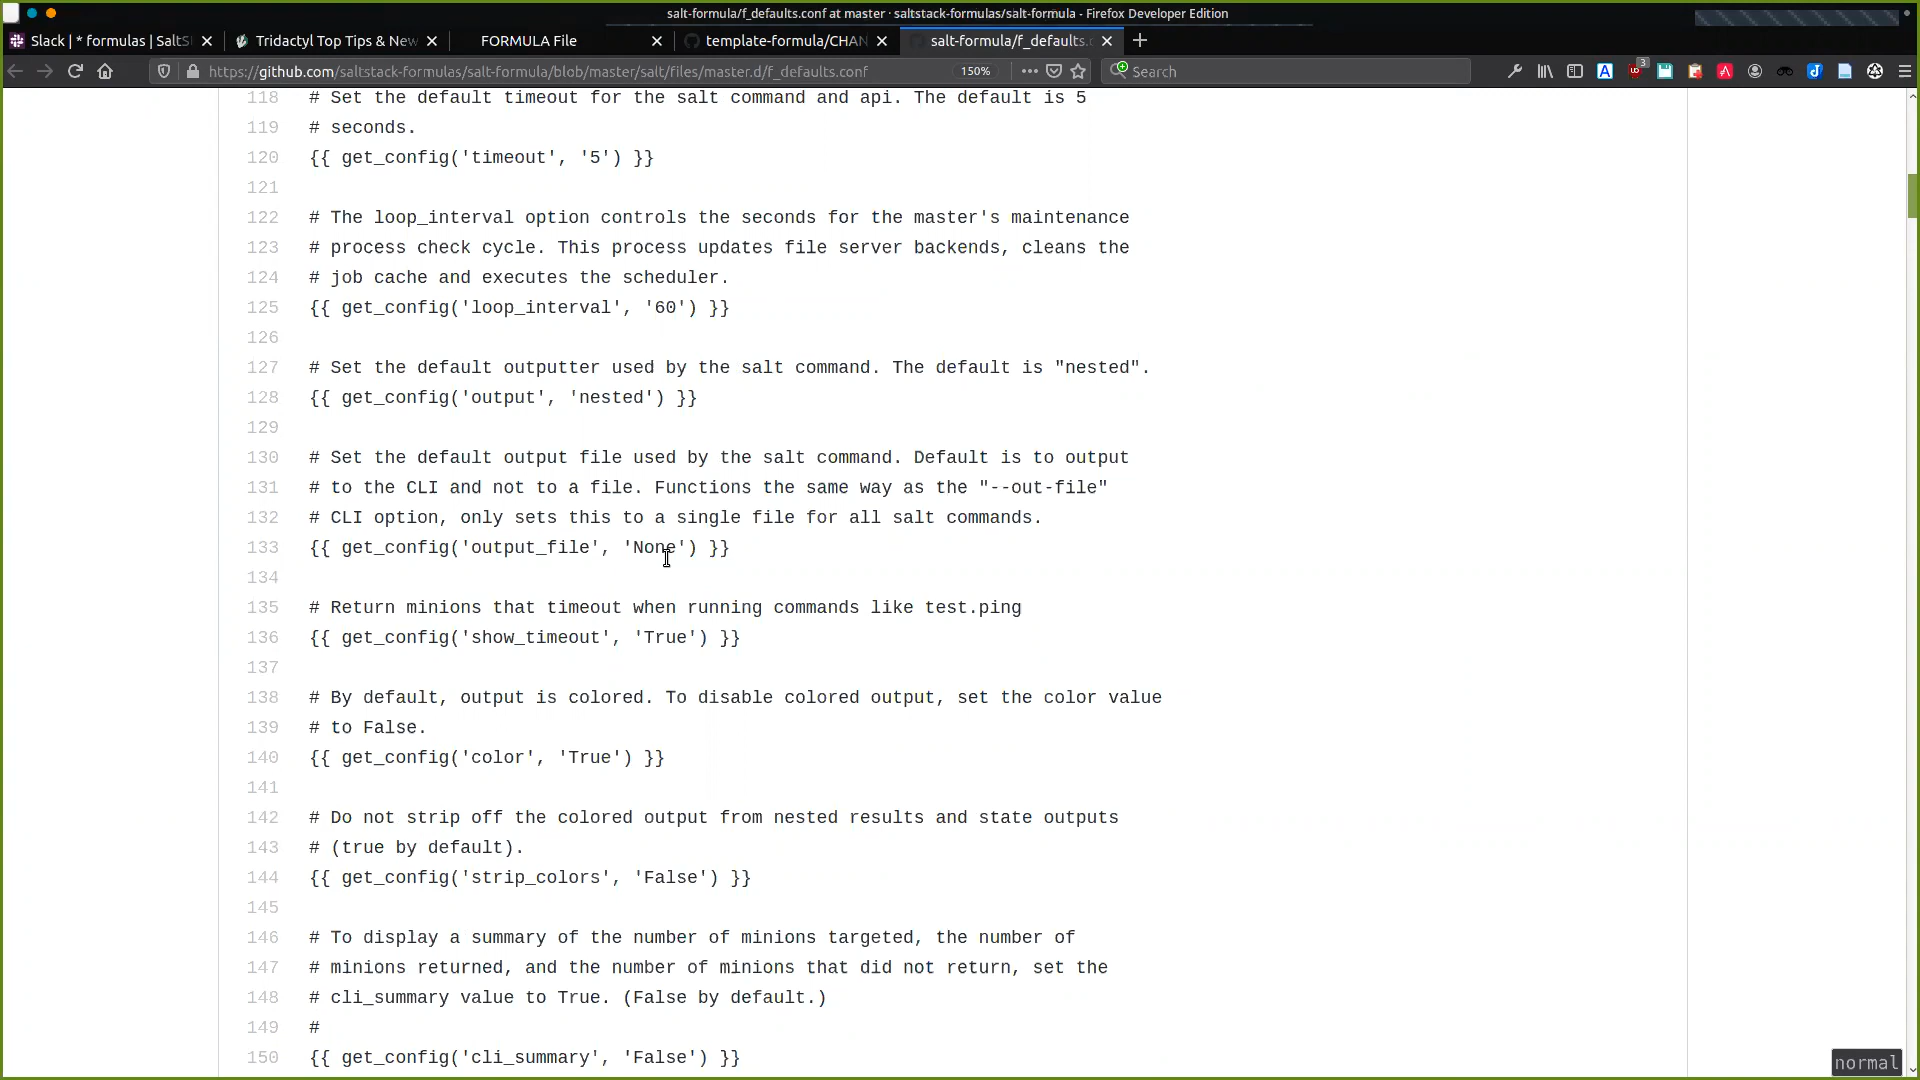 salt-formula/f_defaults.conf at master · saltstack-formulas/salt-formula - Firefox Developer Edition
Slack | * formulas | SaltS
Tridactyl Top Tips & New
FORMULA File
template-formula/CHAN
salt-formula/f_defaults.c
https://github.com/saltstack-formulas/salt-formula/blob/master/salt/files/master.d/f_defaults.conf
150%
Search
3
118 # Set the default timeout for the salt command and api. The default is 5
119 # seconds.
120 {{ get_config('timeout', '5') }}
121
122 # The loop_interval option controls the seconds for the master's maintenance
123 # process check cycle. This process updates file server backends, cleans the
124 # job cache and executes the scheduler.
125 {{ get_config('loop_interval', '60') }}
126
127 # Set the default outputter used by the salt command. The default is "nested".
128 {{ get_config('output', 'nested') }}
129
130 # Set the default output file used by the salt command. Default is to output
131 # to the CLI and not to a file. Functions the same way as the "--out-file"
132 # CLI option, only sets this to a single file for all salt commands.
133 {{ get_config('output_file', 'None') }}
134
135 # Return minions that timeout when running commands like test.ping
136 {{ get_config('show_timeout', 'True') }}
137
138 # By default, output is colored. To disable colored output, set the color value
139 # to False.
140 {{ get_config('color', 'True') }}
141
142 # Do not strip off the colored output from nested results and state outputs
143 # (true by default).
144 {{ get_config('strip_colors', 'False') }}
145
146 # To display a summary of the number of minions targeted, the number of
147 # minions returned, and the number of minions that did not return, set the
148 # cli_summary value to True. (False by default.)
149 #
150 {{ get_config('cli_summary', 'False') }}
normal